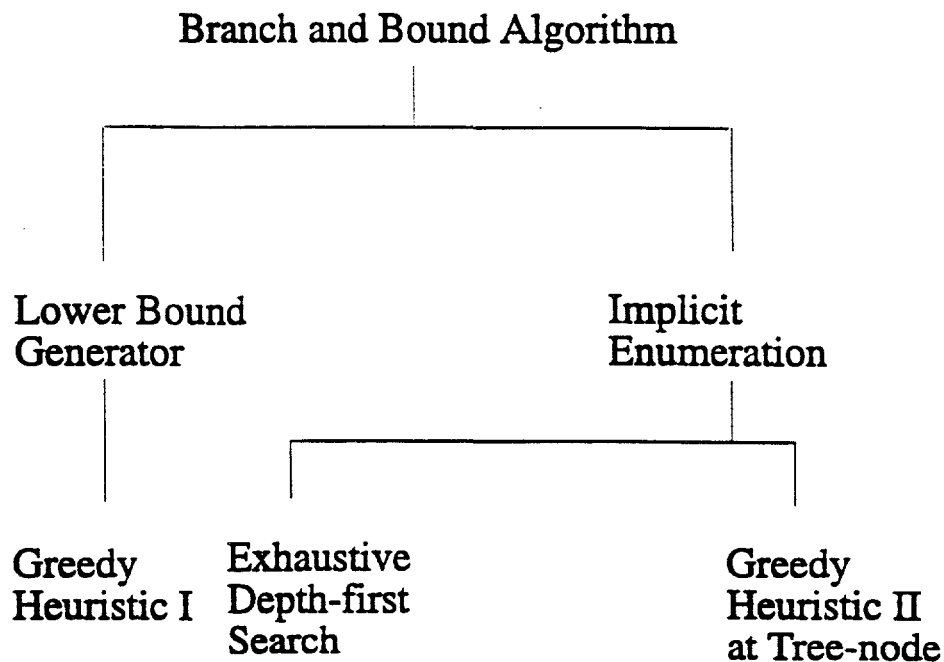 Branch and Bound Algorithm
Lower Bound
Generator
Implicit
Enumeration
Greedy
Heuristic I
Exhaustive
Depth-first
Search
Greedy
Heuristic II
at Tree-node